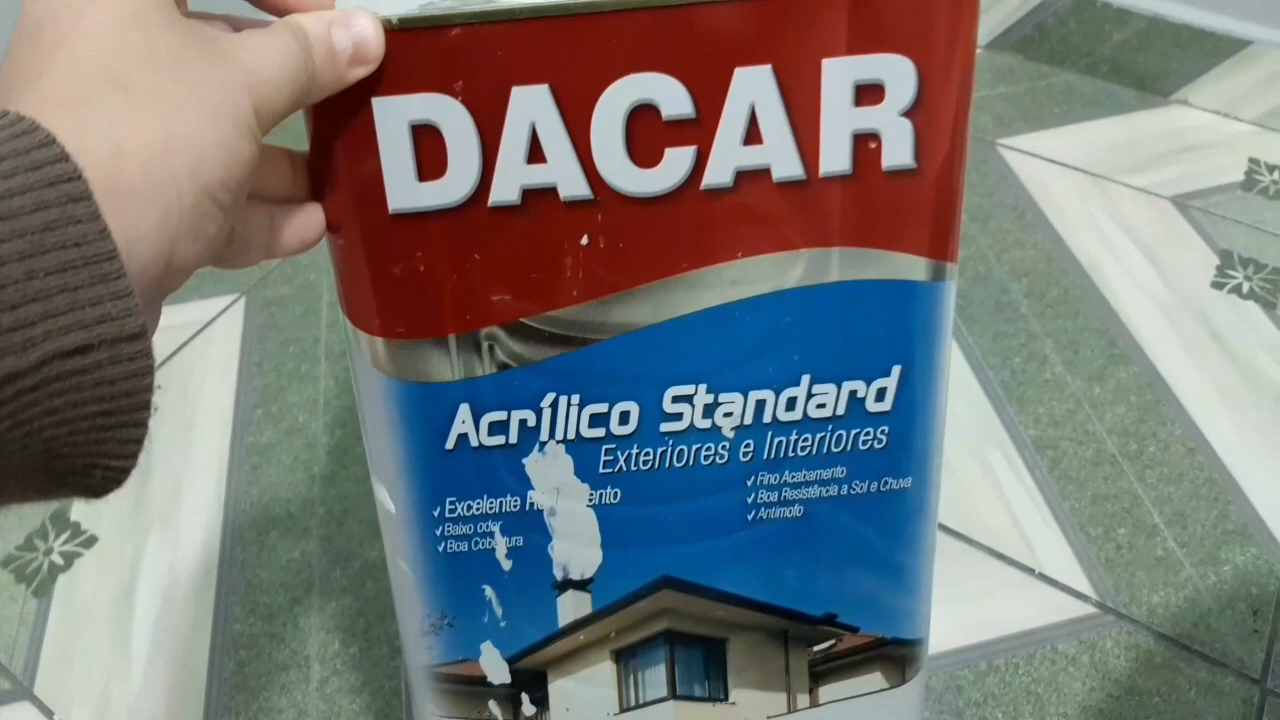 DACAR
Acrílico Standard
Exteriores e Interiores
Excelente
Baixo odor
Boa Cobertura
Fino Acabamento
Boa Resistência a Sol e Chuva
Antimofo